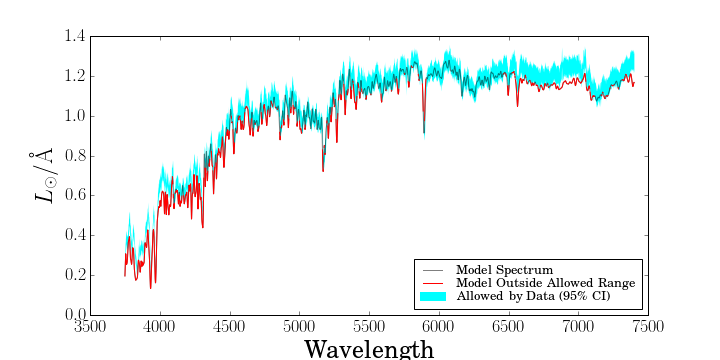 1.4
1.2
1.0
0.8
0.6
0.4
0.2
0.0
L⊙/Å
3500 4000 4500 5000 5500 6000 6500 7000 7500
Wavelength
Model Spectrum
Model Outside Allowed Range
Allowed by Data (95% CI)